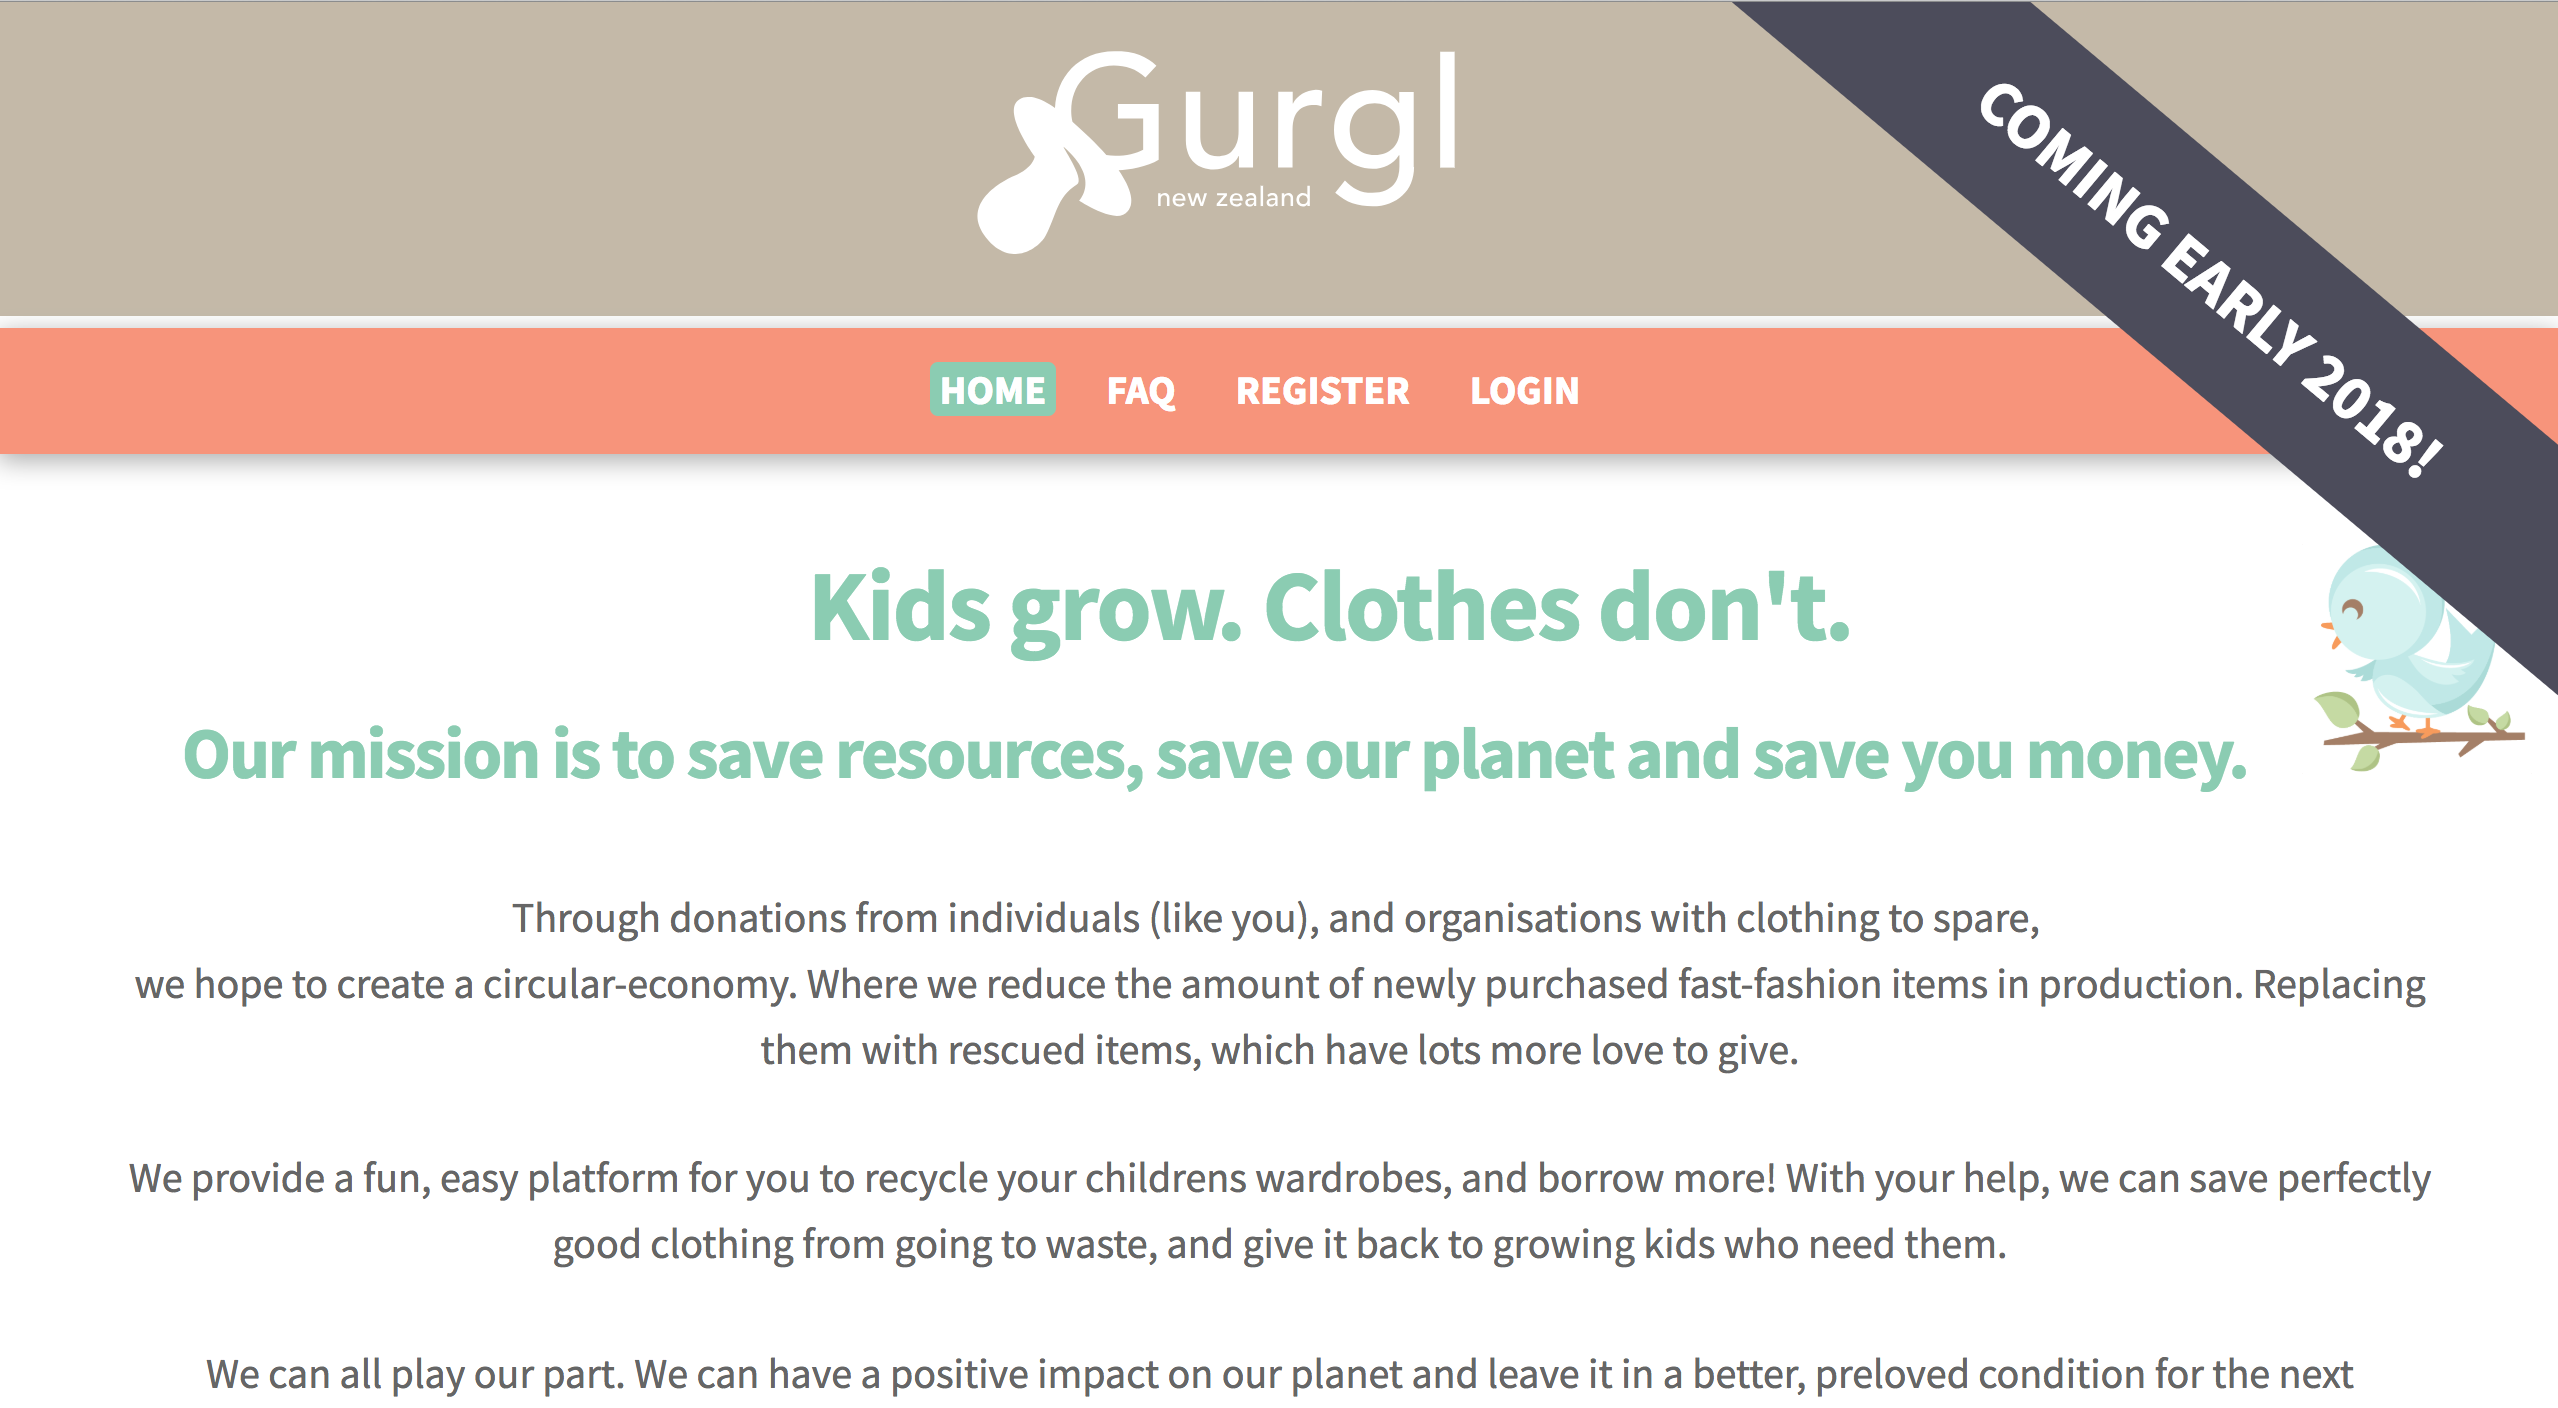 Gurgl
new zealand
COMING EARLY 2018!
HOME FAQ REGISTER LOGIN
Kids grow. Clothes don't.
Our mission is to save resources, save our planet and save you money.
Through donations from individuals (like you), and organisations with clothing to spare,
we hope to create a circular-economy. Where we reduce the amount of newly purchased fast-fashion items in production. Replacing
them with rescued items, which have lots more love to give.
We provide a fun, easy platform for you to recycle your childrens wardrobes, and borrow more! With your help, we can save perfectly
good clothing from going to waste, and give it back to growing kids who need them.
We can all play our part. We can have a positive impact on our planet and leave it in a better, preloved condition for the next